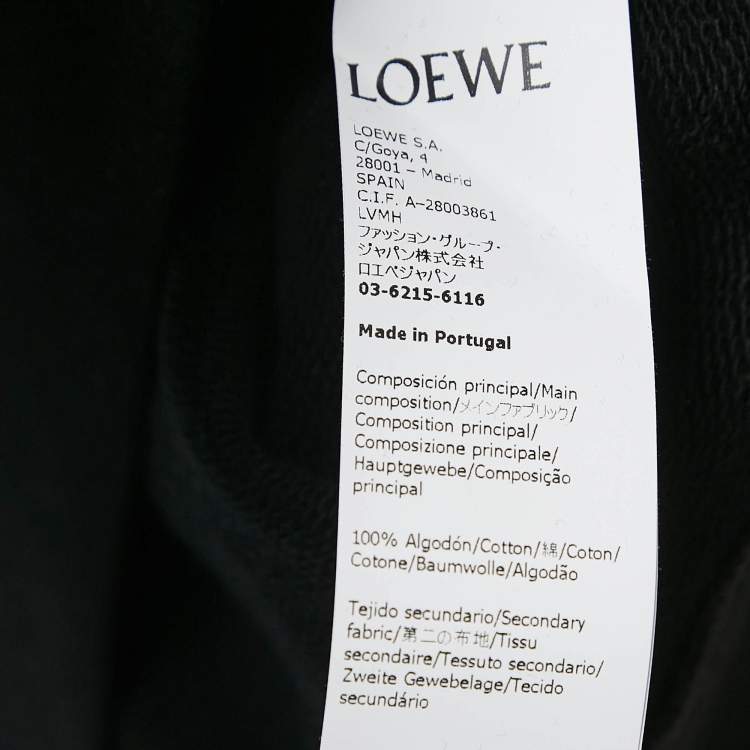 LOEWE
LOEWE S.A.
C/Goya, 4
28001 – Madrid
SPAIN
C.I.F. A–28003861
LVMH
ファッション・グループ・
ジャパン株式会社
ロエベジャパン
03-6215-6116
Made in Portugal
Composición principal/Main
composition/メインファブリック/
Composition principal/
Composizione principale/
Hauptgewebe/Composição
principal
100% Algodón/Cotton/綿/Coton/
Cotone/Baumwolle/Algodão
Tejido secundario/Secondary
fabric/第二の布地/Tissu
secondaire/Tessuto secondario/
Zweite Gewebelage/Tecido
secundário